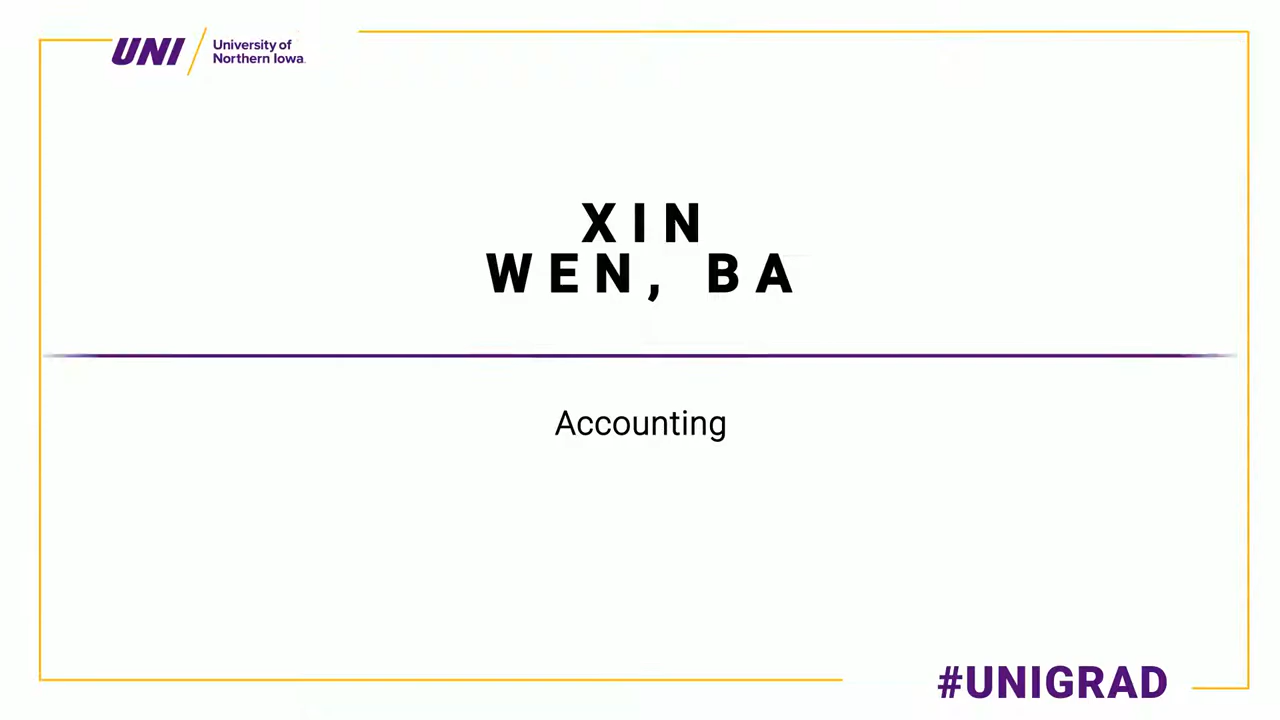 UNI
University of
Northern Iowa
XIN
WEN, BA
Accounting
#UNIGRAD